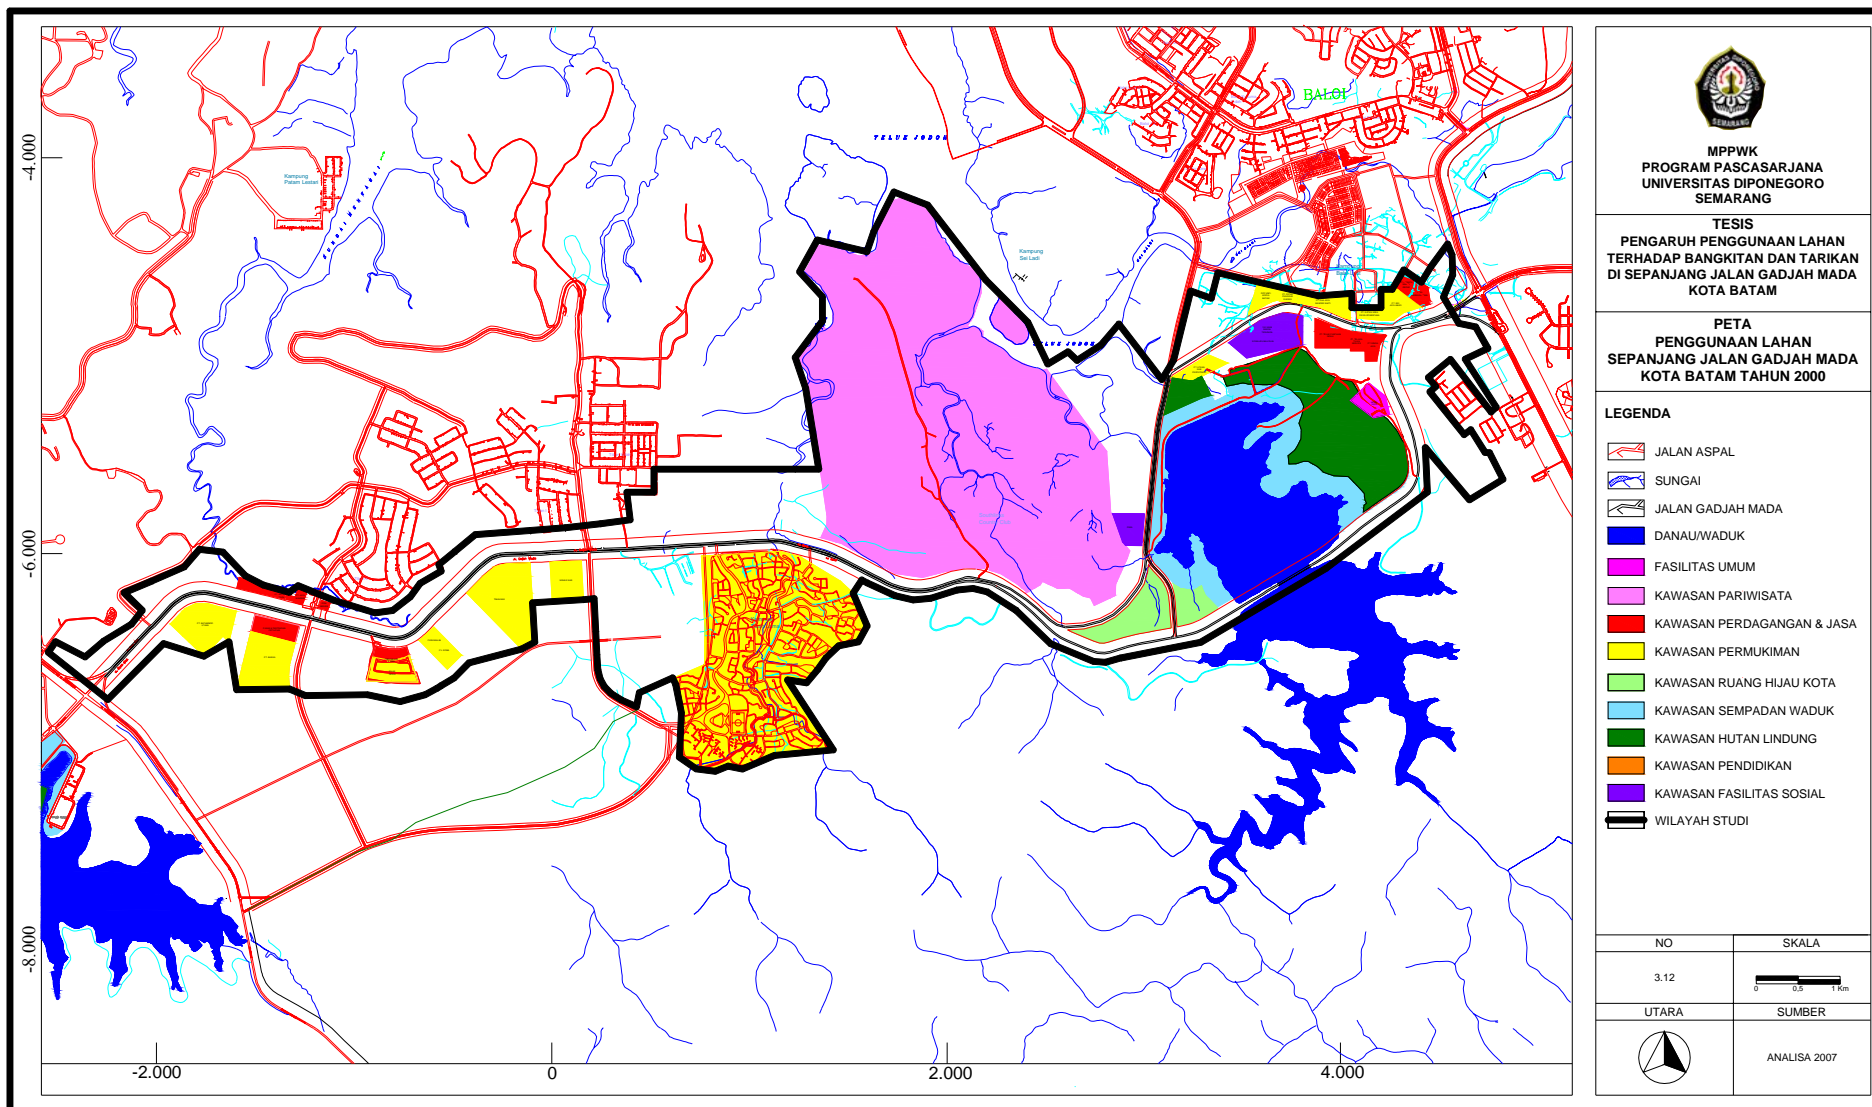 -4.000
-6.000
-8.000
-2.000
0
2.000
4.000
Kampung
Patam Lestari
TELUK JODOH
BALOI
Kampung
Sei Ladi
TELUK JODOH
UNIVERSITAS DIPONEGORO
SEMARANG
MPPWK
PROGRAM PASCASARJANA
UNIVERSITAS DIPONEGORO
SEMARANG
TESIS
PENGARUH PENGGUNAAN LAHAN
TERHADAP BANGKITAN DAN TARIKAN
DI SEPANJANG JALAN GADJAH MADA
KOTA BATAM
PETA
PENGGUNAAN LAHAN
SEPANJANG JALAN GADJAH MADA
KOTA BATAM TAHUN 2000
LEGENDA
JALAN ASPAL
SUNGAI
JALAN GADJAH MADA
DANAU/WADUK
FASILITAS UMUM
KAWASAN PARIWISATA
KAWASAN PERDAGANGAN & JASA
KAWASAN PERMUKIMAN
KAWASAN RUANG HIJAU KOTA
KAWASAN SEMPADAN WADUK
KAWASAN HUTAN LINDUNG
KAWASAN PENDIDIKAN
KAWASAN FASILITAS SOSIAL
WILAYAH STUDI
NO
SKALA
3.12
0 0,5 1 Km
UTARA
SUMBER
ANALISA 2007